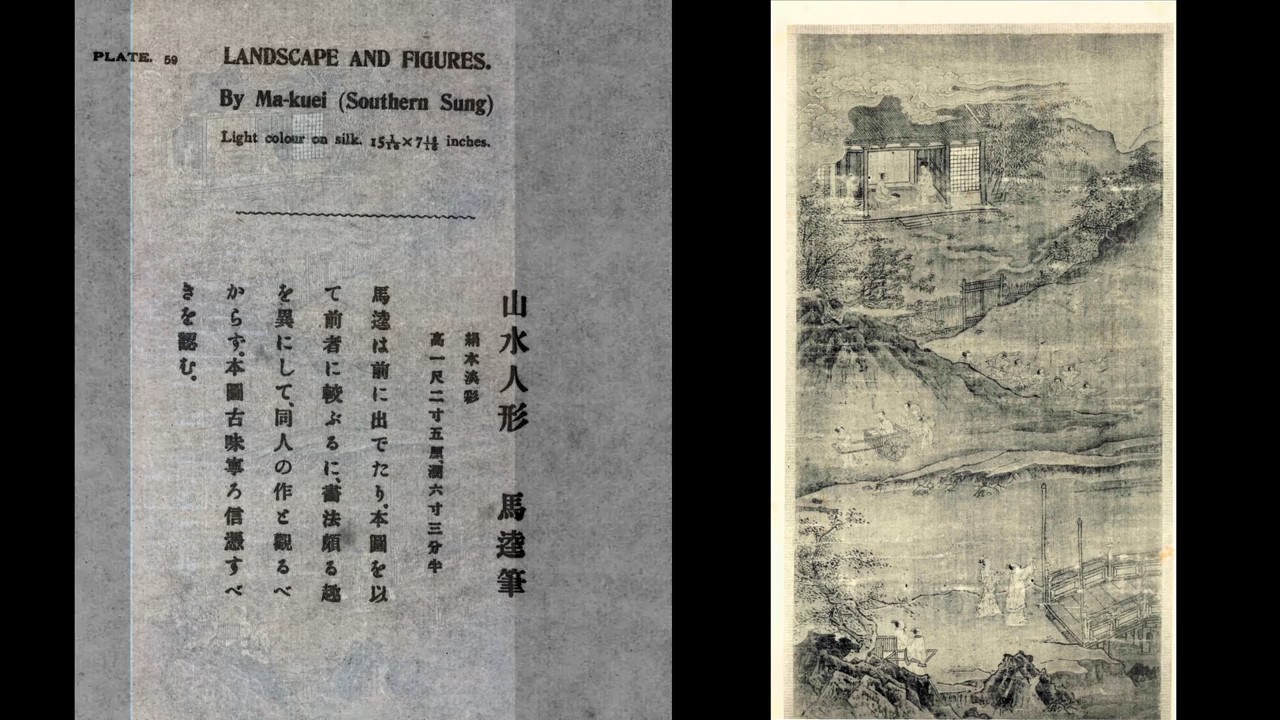 PLATE. 59
LANDSCAPE AND FIGURES.
By Ma-kuei (Southern Sung)
Light colour on silk. inches.
山水人形 馬逵筆
絹本淡彩
高一尺二寸五厘、濶六寸三分半
馬逵は前に出でたり。本圖を以
て前者に較ぶるに、畫法頗る趣
を異にして、同人の作と觀るべ
からず。本圖古味寧ろ信憑すべ
きを認む。